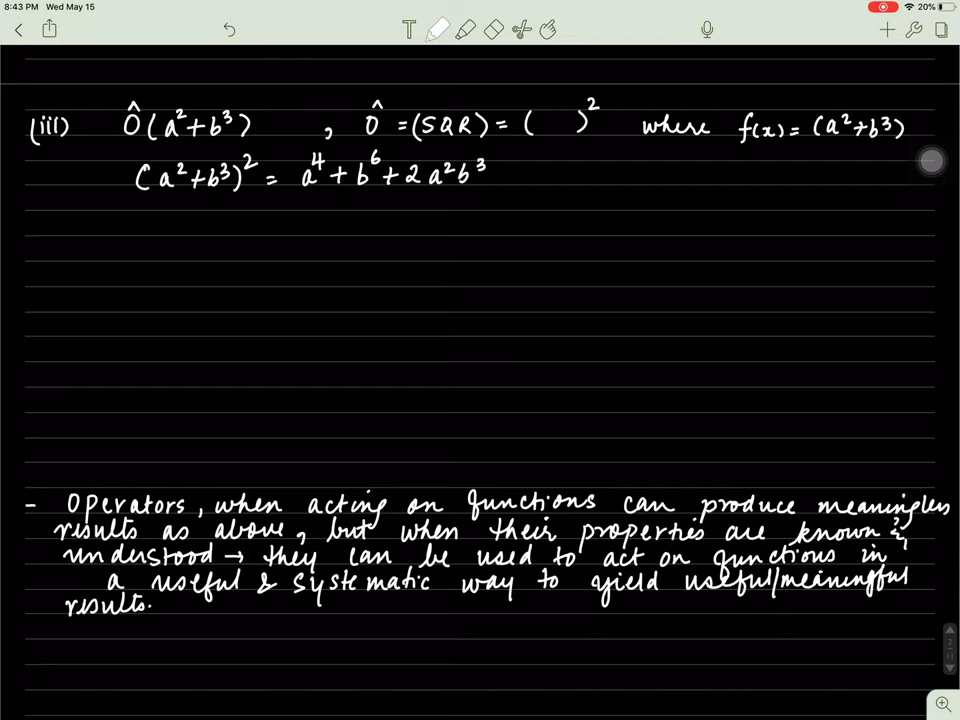 8:43 PM Wed May 15 20%
T
(iii) Ô(a²+b³) , Ô =(SQR) = ( )² where f(x) = (a²+b³)
(a²+b³)² = a⁴ + b⁶ + 2a²b³
- Operators, when acting on functions can produce meaningless
results as above, but when their properties are known &
understood → they can be used to act on functions in
a useful & systematic way to yield useful/meaningful
results.